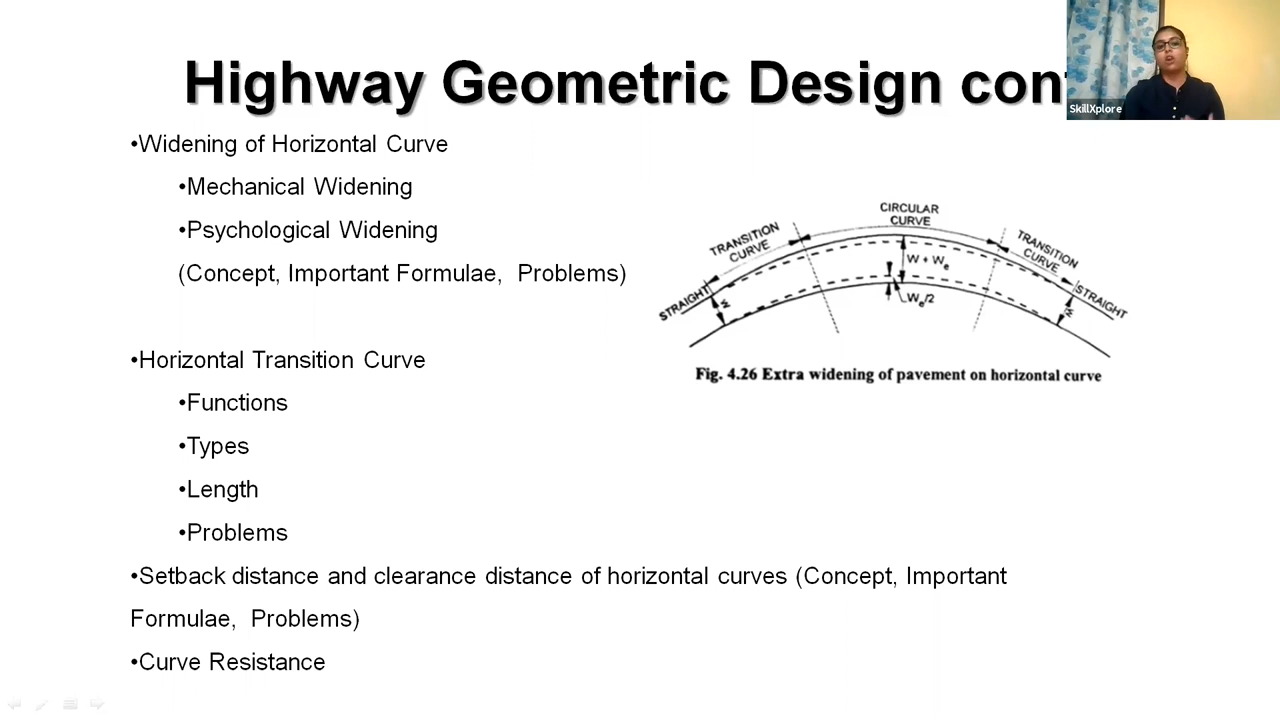 Highway Geometric Design
SkillXplore
•Widening of Horizontal Curve
•Mechanical Widening
•Psychological Widening
(Concept, Important Formulae, Problems)
•Horizontal Transition Curve
•Functions
•Types
•Length
•Problems
•Setback distance and clearance distance of horizontal curves (Concept, Important
Formulae, Problems)
•Curve Resistance
CIRCULAR
CURVE
TRANSITION
CURVE
TRANSITION
CURVE
STRAIGHT
STRAIGHT
W
W + We
We/2
W
Fig. 4.26 Extra widening of pavement on horizontal curve